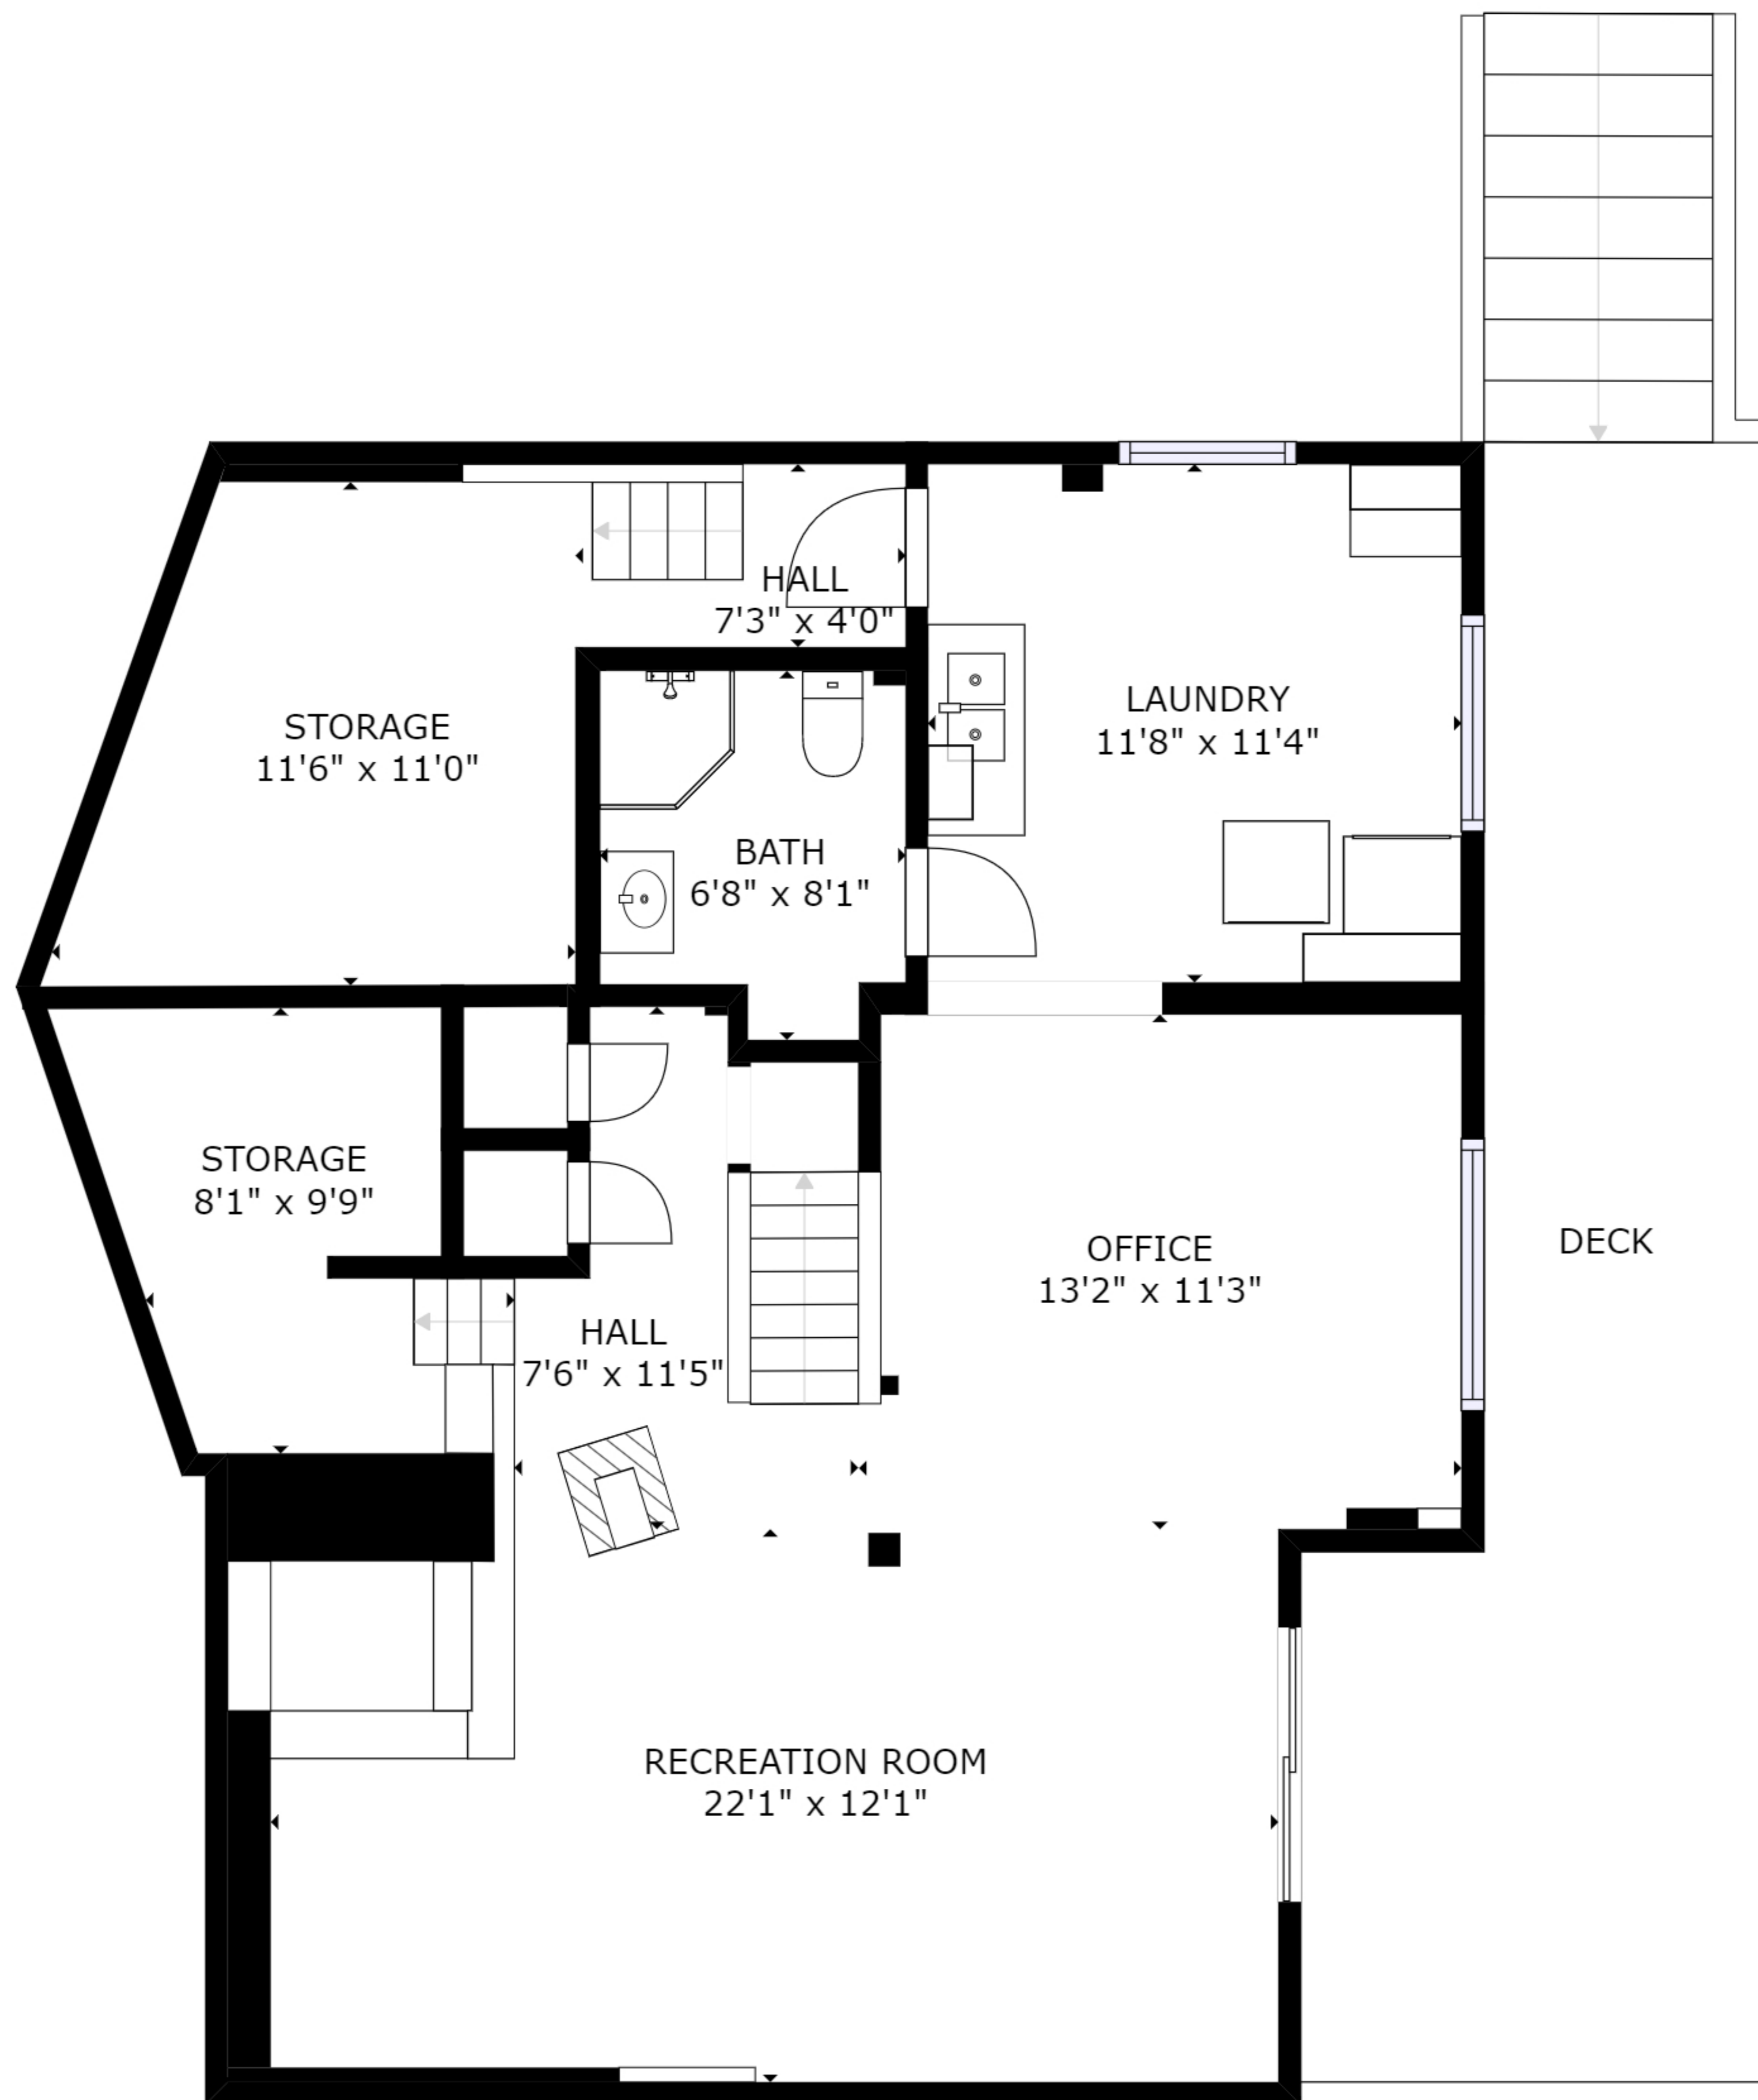 HALL
7'3" x 4'0"
STORAGE
11'6" x 11'0"
LAUNDRY
11'8" x 11'4"
BATH
6'8" x 8'1"
STORAGE
8'1" x 9'9"
OFFICE
13'2" x 11'3"
DECK
HALL
7'6" x 11'5"
RECREATION ROOM
22'1" x 12'1"